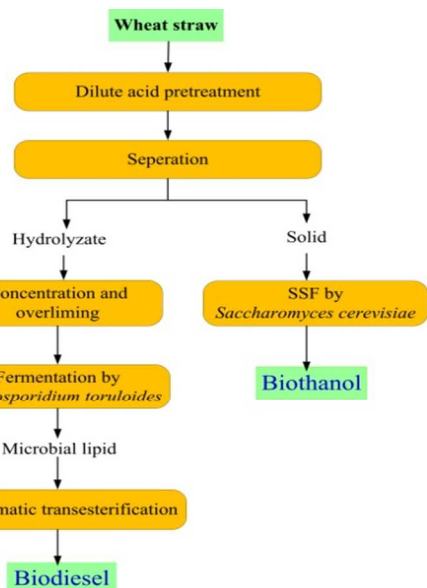 Wheat straw
Dilute acid pretreatment
Seperation
Hydrolyzate
Solid
oncentration and
overliming
SSF by
Saccharomyces cerevisiae
Fermentation by
osporidium toruloides
Biothanol
Microbial lipid
matic transesterification
Biodiesel